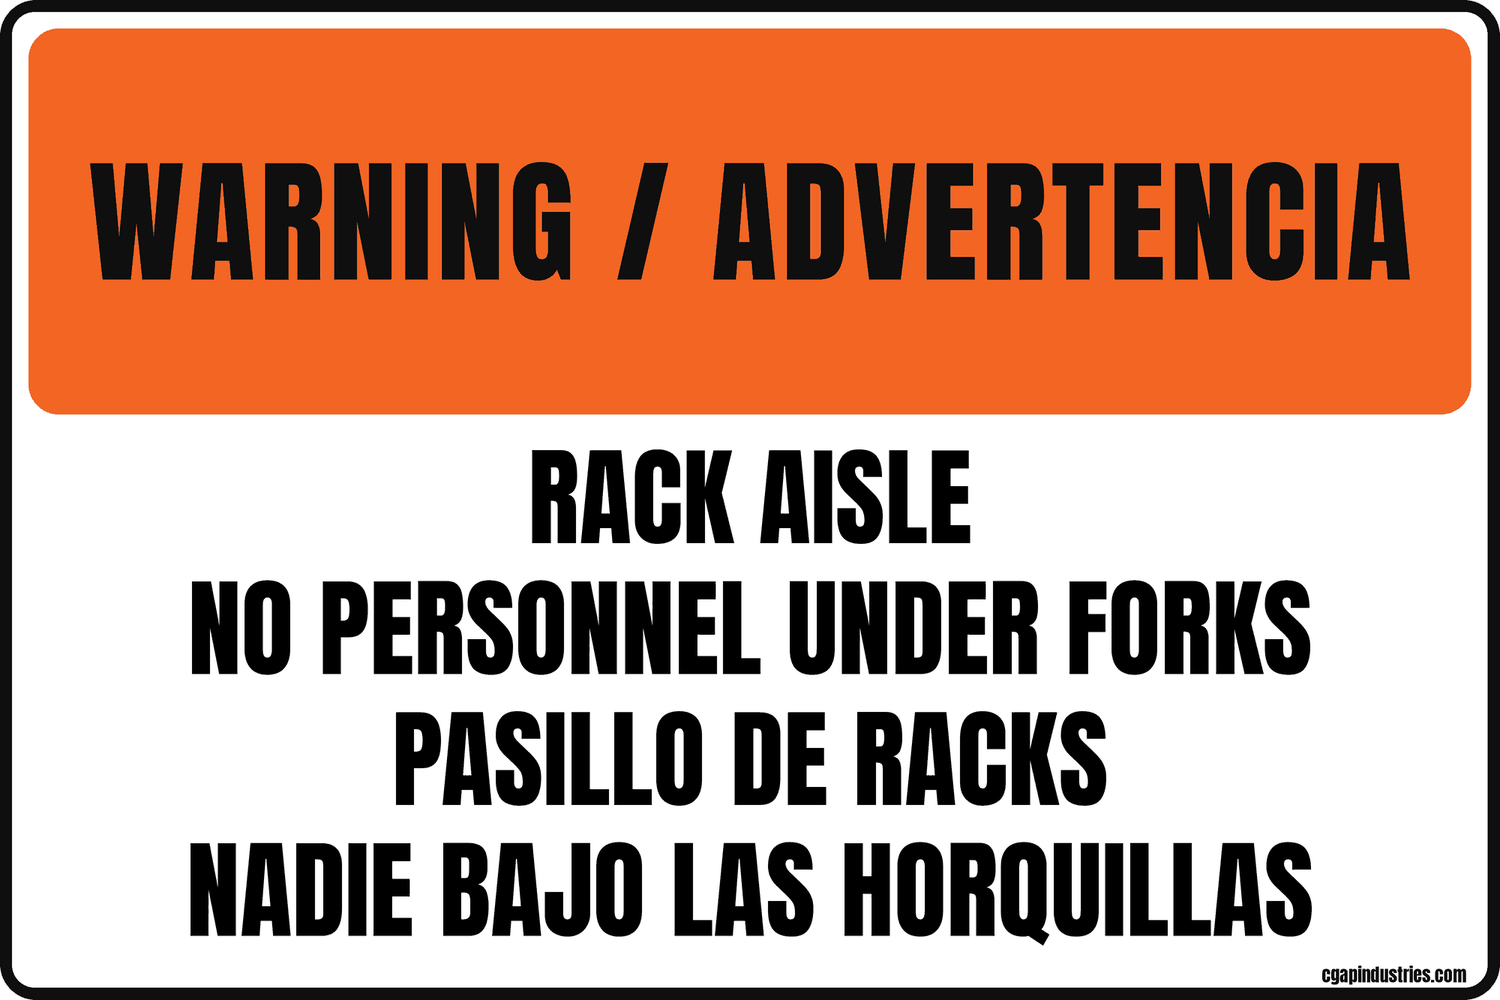 WARNING / ADVERTENCIA
RACK AISLE
NO PERSONNEL UNDER FORKS
PASILLO DE RACKS
NADIE BAJO LAS HORQUILLAS
cgapindustries.com